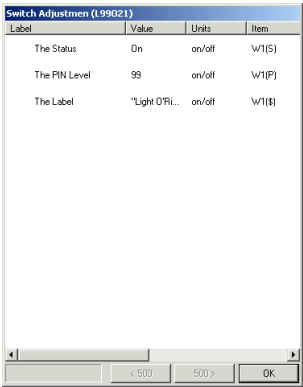 Switch Adjustmen (L99021)
Label Value Units Item
The Status On on/off W1(S)
The PIN Level 99 on/off W1(P)
The Label "Light O'Ri... on/off W1($)
< 500 500 > OK